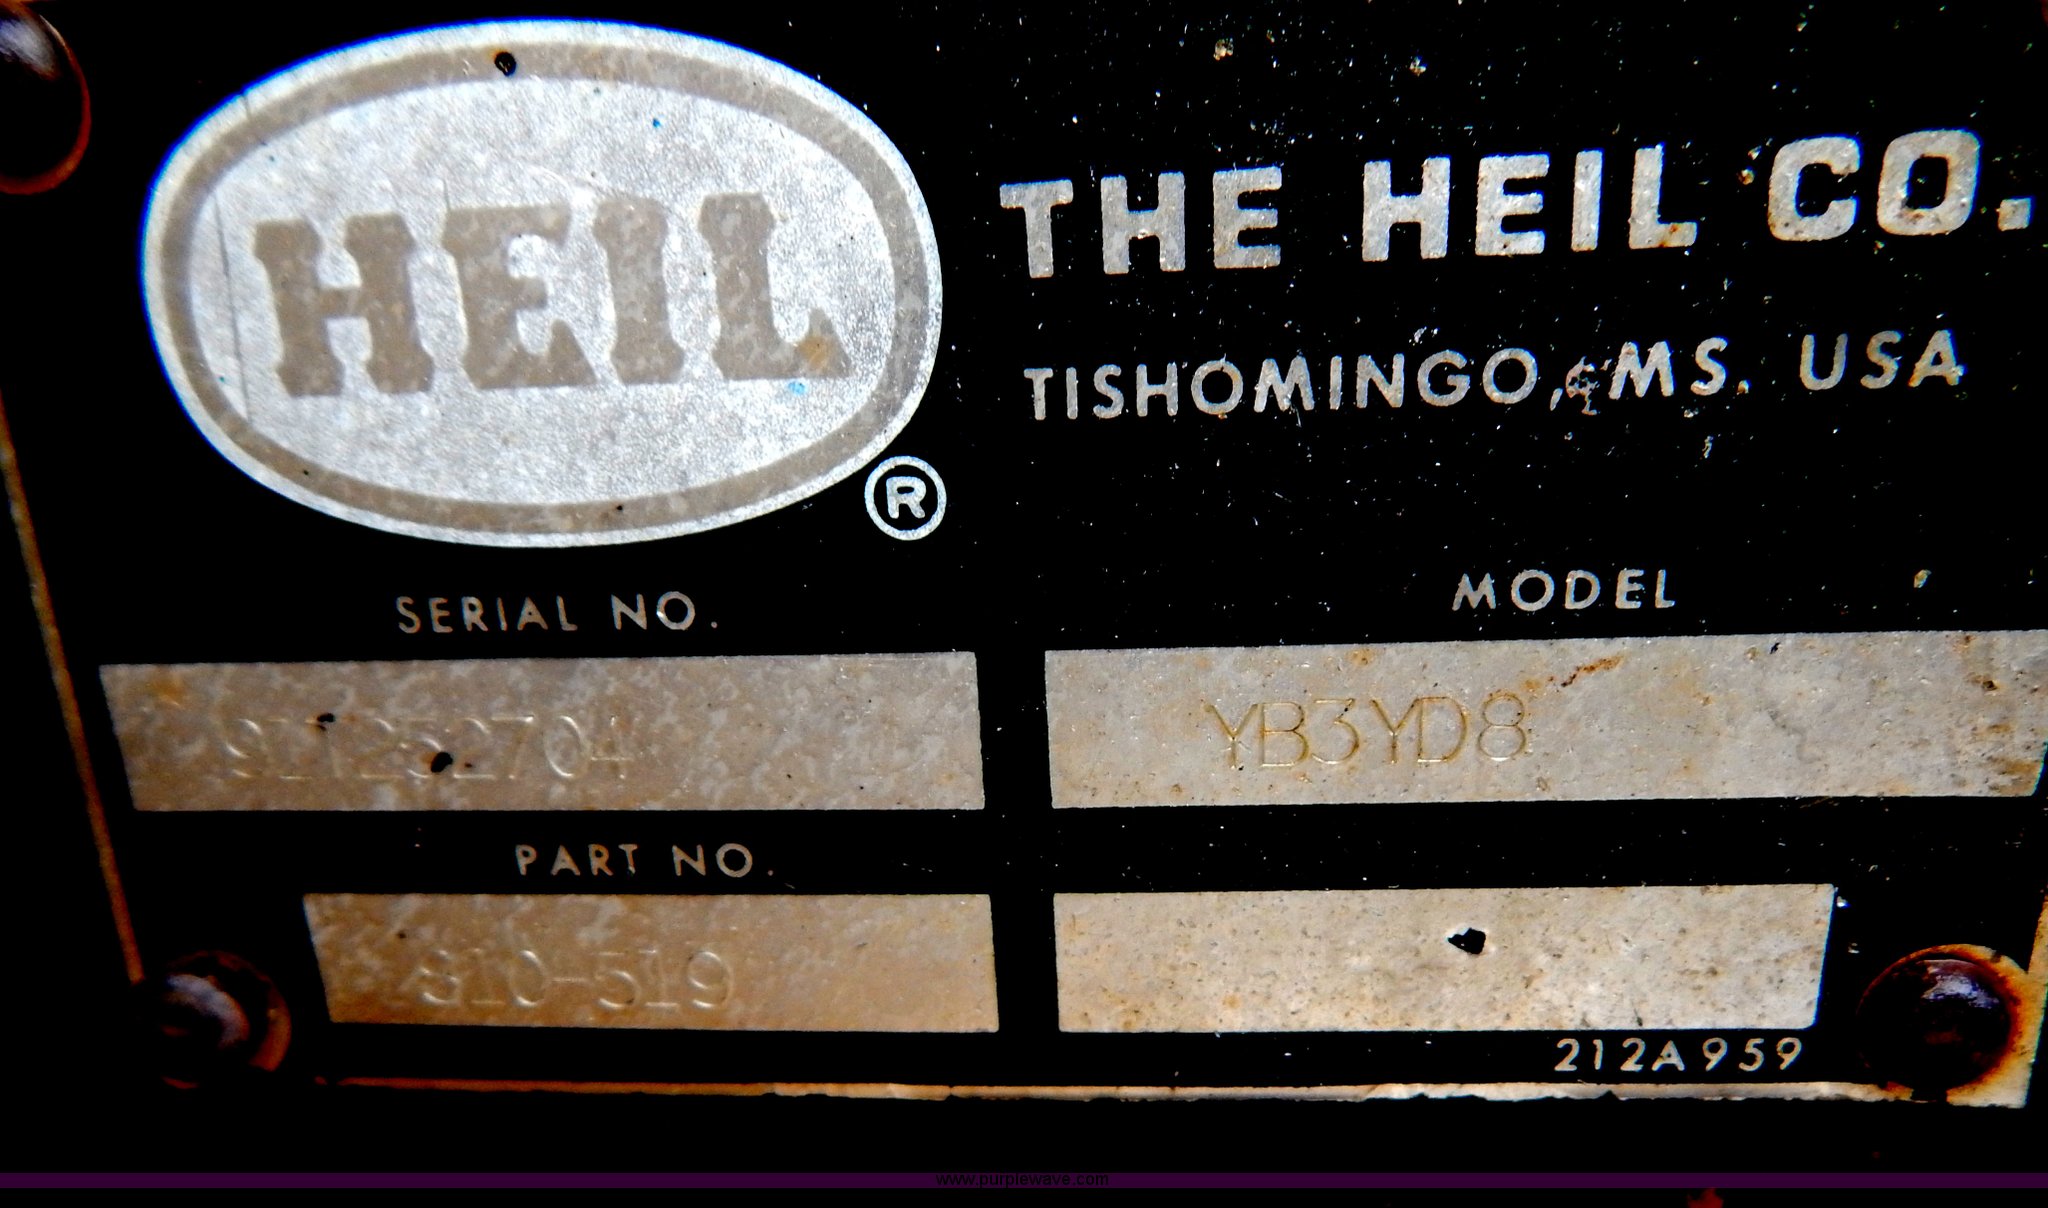 HEIL
®
THE HEIL CO.
TISHOMINGO, MS. USA
SERIAL NO.
MODEL
YB3YD8
PART NO.
212A959
www.purplewave.com